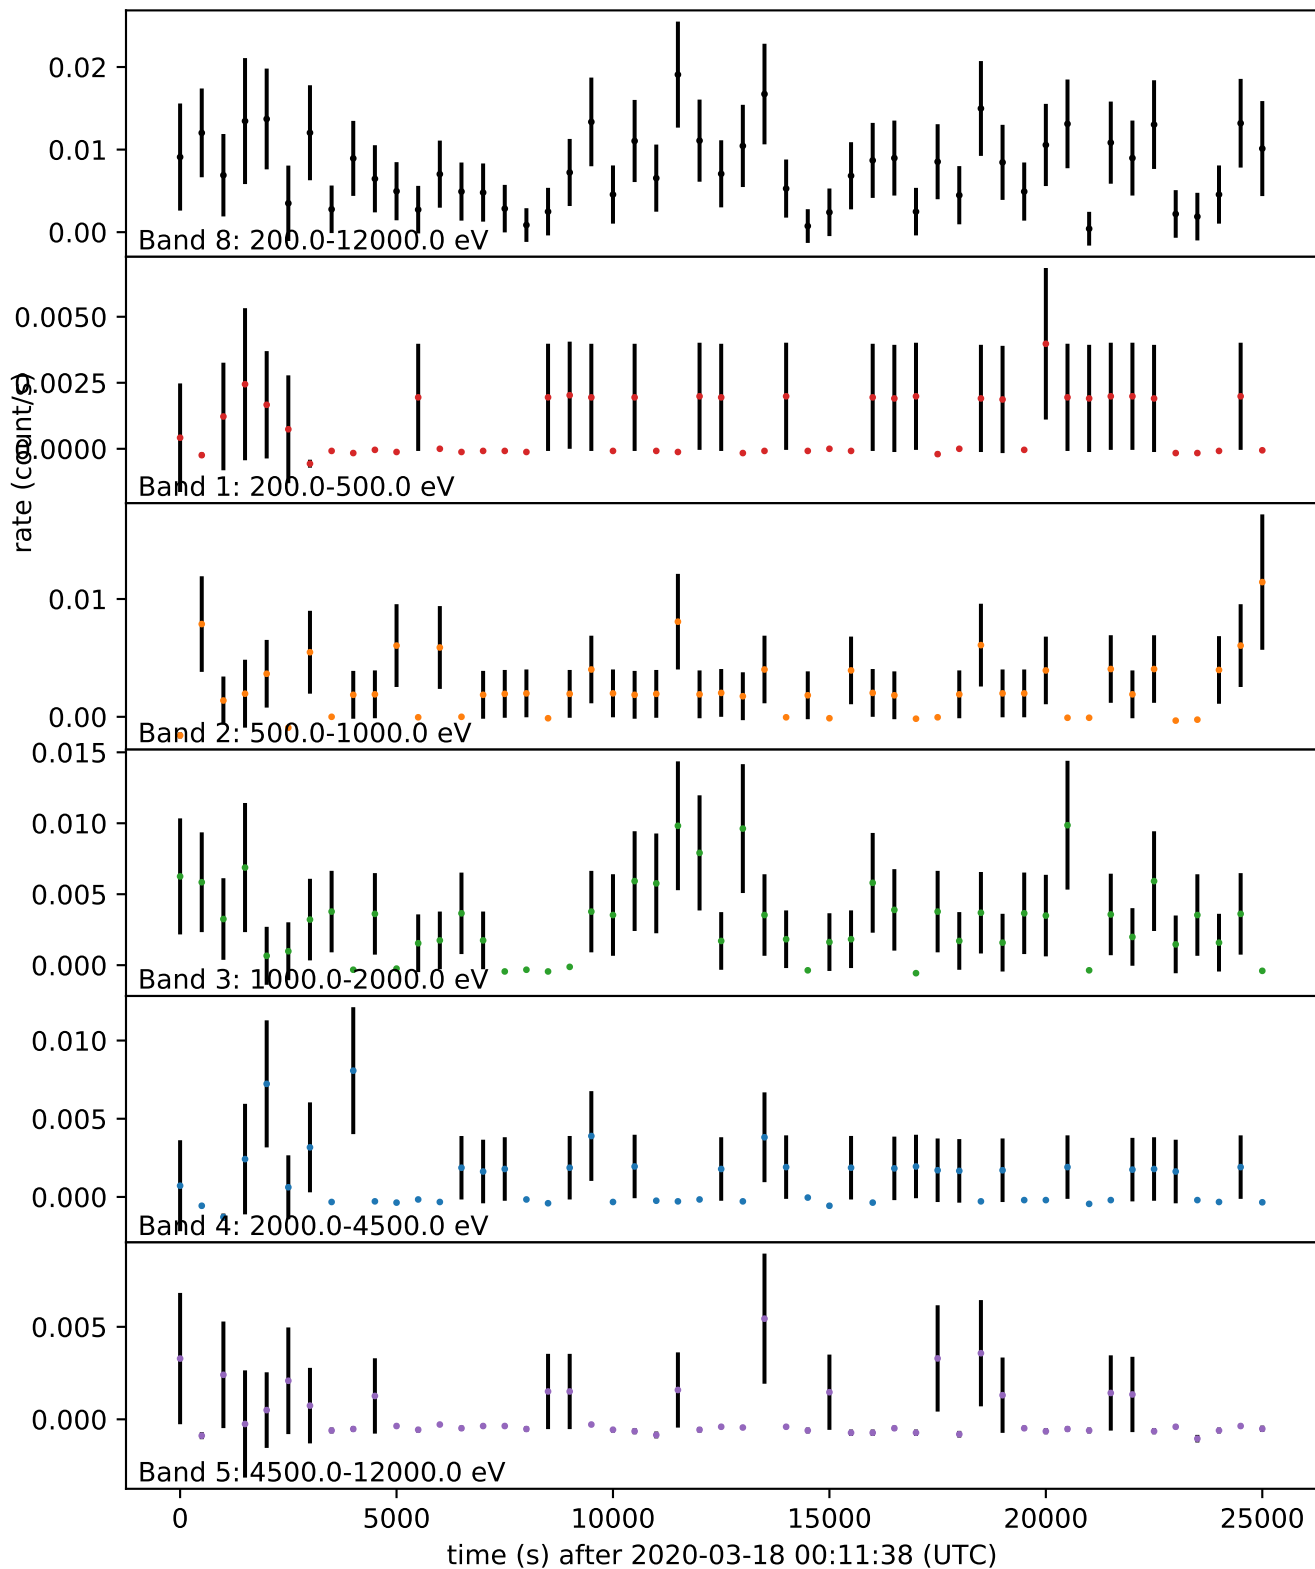 0.02
0.01
0.00
Band 8: 200.0-12000.0 eV
0.0050
0.0025
0.0000
rate (count/s)
Band 1: 200.0-500.0 eV
0.01
0.00
Band 2: 500.0-1000.0 eV
0.015
0.010
0.005
0.000
Band 3: 1000.0-2000.0 eV
0.010
0.005
0.000
Band 4: 2000.0-4500.0 eV
0.005
0.000
Band 5: 4500.0-12000.0 eV
0 5000 10000 15000 20000 25000
time (s) after 2020-03-18 00:11:38 (UTC)